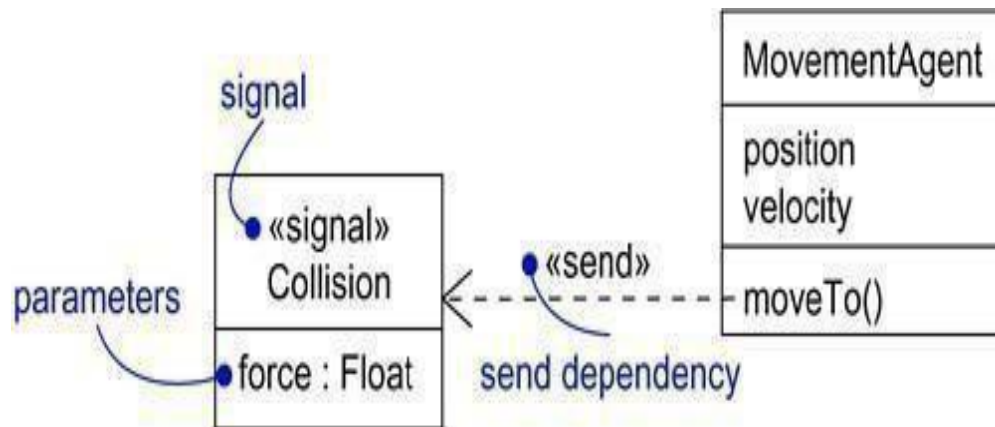 MovementAgent
signal
position
velocity
«signal»
Collision
«send»
parameters
moveTo()
force : Float
send dependency